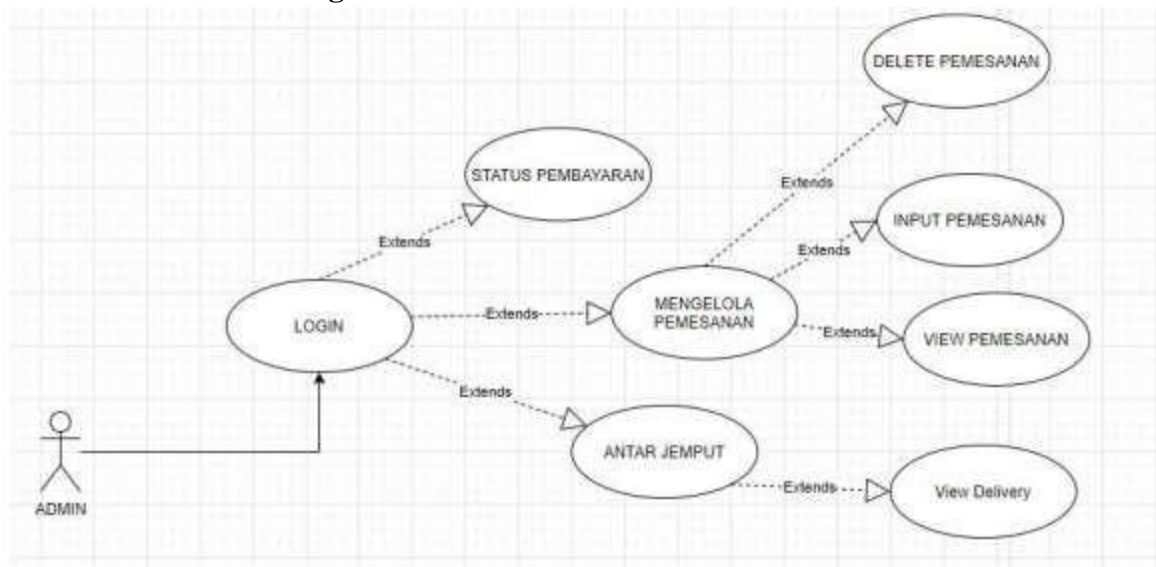 DELETE PEMESANAN
STATUS PEMBAYARAN
Extends
INPUT PEMESANAN
Extends
Extends
LOGIN
Extends
MENGELOLA
PEMESANAN
Extends
VIEW PEMESANAN
Extends
ANTAR JEMPUT
Extends
View Delivery
ADMIN